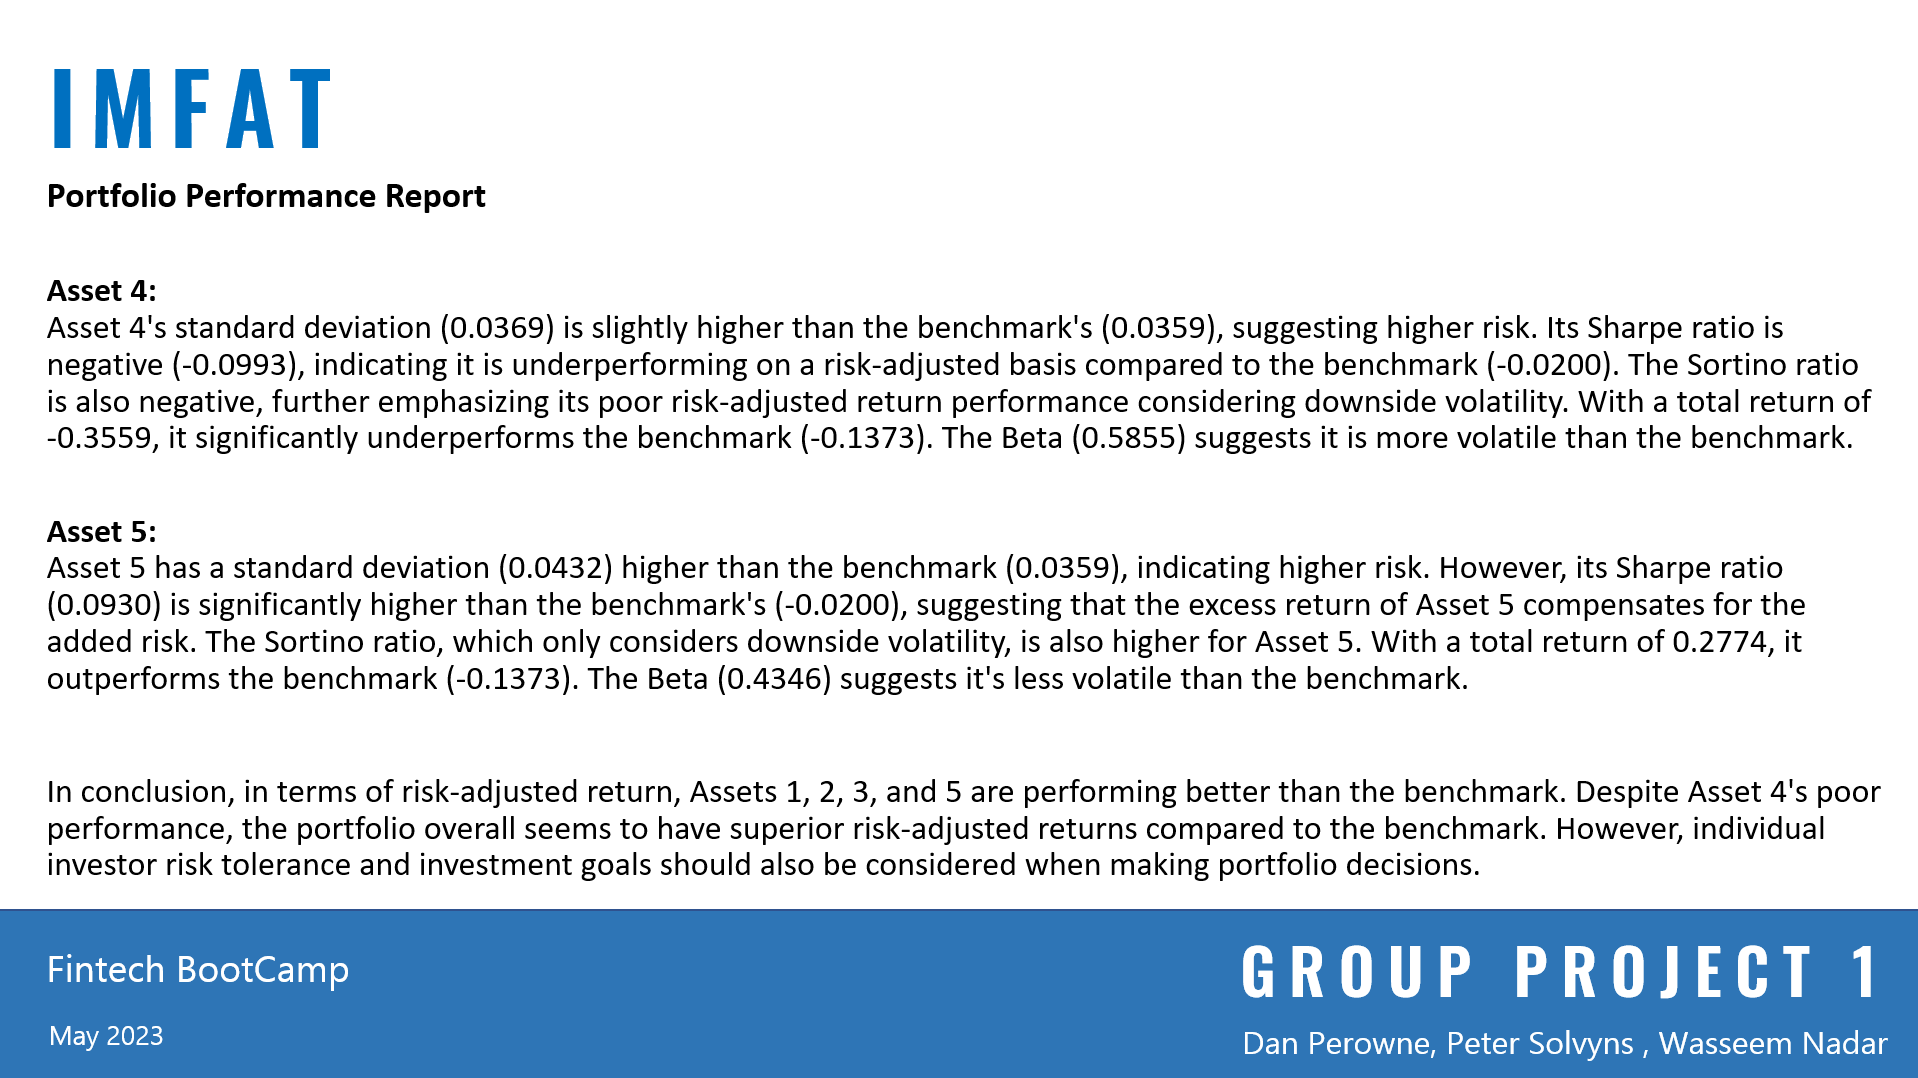 IMFAT
Portfolio Performance Report
Asset 4:
Asset 4's standard deviation (0.0369) is slightly higher than the benchmark's (0.0359), suggesting higher risk. Its Sharpe ratio is
negative (-0.0993), indicating it is underperforming on a risk-adjusted basis compared to the benchmark (-0.0200). The Sortino ratio
is also negative, further emphasizing its poor risk-adjusted return performance considering downside volatility. With a total return of
-0.3559, it significantly underperforms the benchmark (-0.1373). The Beta (0.5855) suggests it is more volatile than the benchmark.
Asset 5:
Asset 5 has a standard deviation (0.0432) higher than the benchmark (0.0359), indicating higher risk. However, its Sharpe ratio
(0.0930) is significantly higher than the benchmark's (-0.0200), suggesting that the excess return of Asset 5 compensates for the
added risk. The Sortino ratio, which only considers downside volatility, is also higher for Asset 5. With a total return of 0.2774, it
outperforms the benchmark (-0.1373). The Beta (0.4346) suggests it's less volatile than the benchmark.
In conclusion, in terms of risk-adjusted return, Assets 1, 2, 3, and 5 are performing better than the benchmark. Despite Asset 4's poor
performance, the portfolio overall seems to have superior risk-adjusted returns compared to the benchmark. However, individual
investor risk tolerance and investment goals should also be considered when making portfolio decisions.
Fintech BootCamp
May 2023
GROUP PROJECT 1
Dan Perowne, Peter Solvyns , Wasseem Nadar